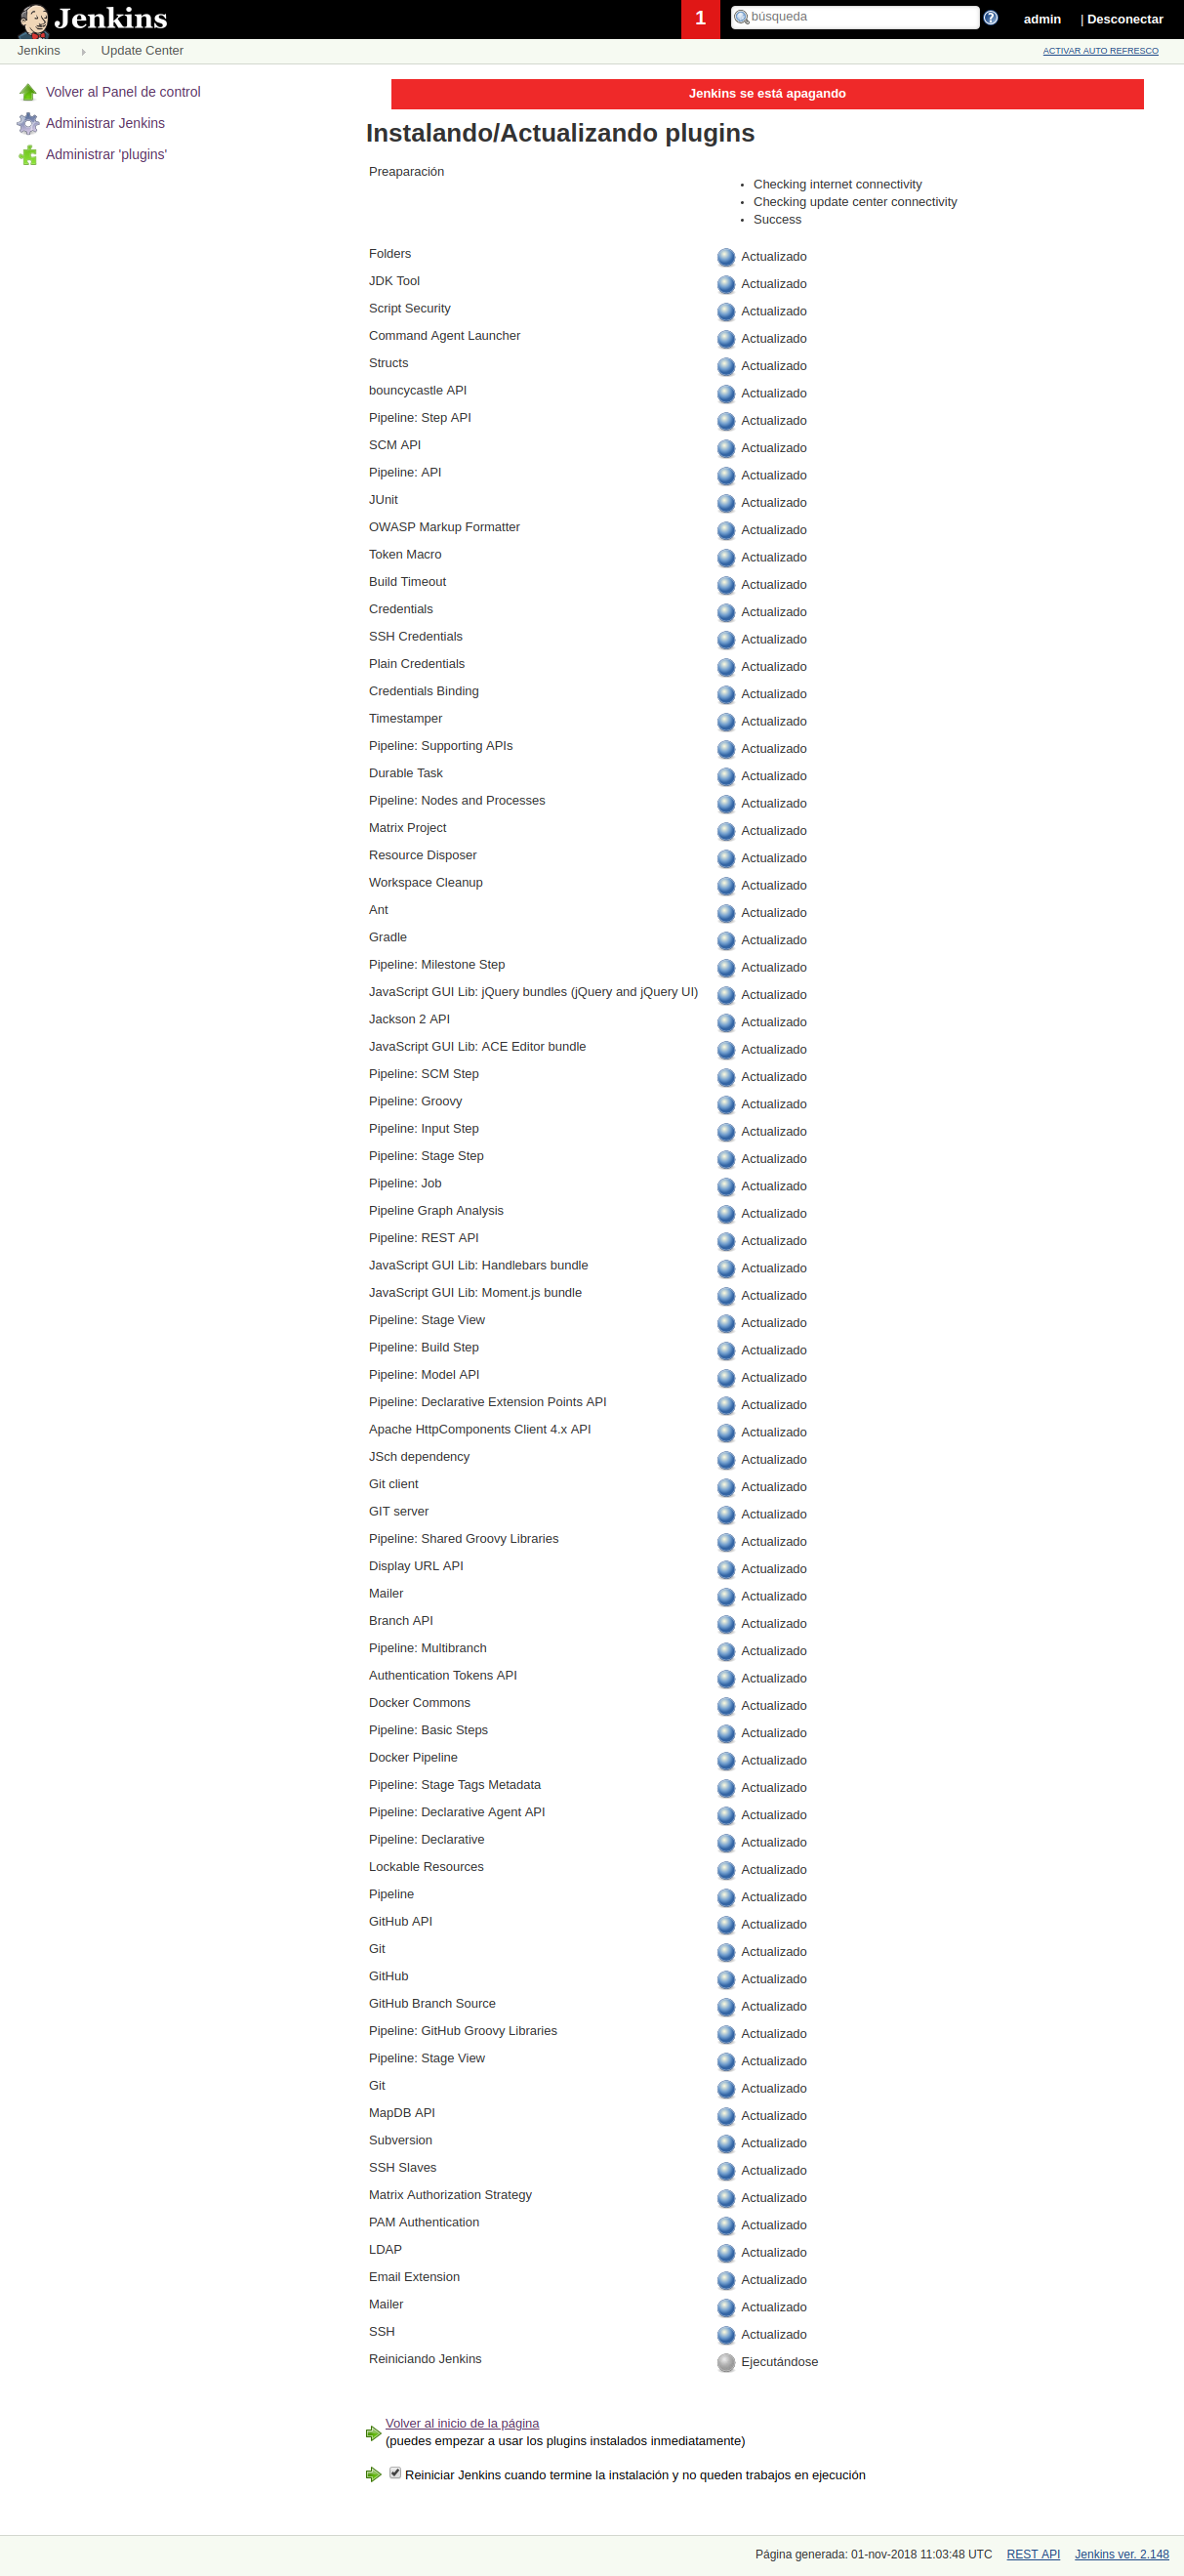 Jenkins
1
búsqueda
admin
| Desconectar
Jenkins
Update Center
ACTIVAR AUTO REFRESCO
Volver al Panel de control
Administrar Jenkins
Administrar 'plugins'
Jenkins se está apagando
Instalando/Actualizando plugins
Preaparación
• Checking internet connectivity
• Checking update center connectivity
• Success
Folders Actualizado
JDK Tool Actualizado
Script Security Actualizado
Command Agent Launcher Actualizado
Structs Actualizado
bouncycastle API Actualizado
Pipeline: Step API Actualizado
SCM API Actualizado
Pipeline: API Actualizado
JUnit Actualizado
OWASP Markup Formatter Actualizado
Token Macro Actualizado
Build Timeout Actualizado
Credentials Actualizado
SSH Credentials Actualizado
Plain Credentials Actualizado
Credentials Binding Actualizado
Timestamper Actualizado
Pipeline: Supporting APIs Actualizado
Durable Task Actualizado
Pipeline: Nodes and Processes Actualizado
Matrix Project Actualizado
Resource Disposer Actualizado
Workspace Cleanup Actualizado
Ant Actualizado
Gradle Actualizado
Pipeline: Milestone Step Actualizado
JavaScript GUI Lib: jQuery bundles (jQuery and jQuery UI) Actualizado
Jackson 2 API Actualizado
JavaScript GUI Lib: ACE Editor bundle Actualizado
Pipeline: SCM Step Actualizado
Pipeline: Groovy Actualizado
Pipeline: Input Step Actualizado
Pipeline: Stage Step Actualizado
Pipeline: Job Actualizado
Pipeline Graph Analysis Actualizado
Pipeline: REST API Actualizado
JavaScript GUI Lib: Handlebars bundle Actualizado
JavaScript GUI Lib: Moment.js bundle Actualizado
Pipeline: Stage View Actualizado
Pipeline: Build Step Actualizado
Pipeline: Model API Actualizado
Pipeline: Declarative Extension Points API Actualizado
Apache HttpComponents Client 4.x API Actualizado
JSch dependency Actualizado
Git client Actualizado
GIT server Actualizado
Pipeline: Shared Groovy Libraries Actualizado
Display URL API Actualizado
Mailer Actualizado
Branch API Actualizado
Pipeline: Multibranch Actualizado
Authentication Tokens API Actualizado
Docker Commons Actualizado
Pipeline: Basic Steps Actualizado
Docker Pipeline Actualizado
Pipeline: Stage Tags Metadata Actualizado
Pipeline: Declarative Agent API Actualizado
Pipeline: Declarative Actualizado
Lockable Resources Actualizado
Pipeline Actualizado
GitHub API Actualizado
Git Actualizado
GitHub Actualizado
GitHub Branch Source Actualizado
Pipeline: GitHub Groovy Libraries Actualizado
Pipeline: Stage View Actualizado
Git Actualizado
MapDB API Actualizado
Subversion Actualizado
SSH Slaves Actualizado
Matrix Authorization Strategy Actualizado
PAM Authentication Actualizado
LDAP Actualizado
Email Extension Actualizado
Mailer Actualizado
SSH Actualizado
Reiniciando Jenkins Ejecutándose
Volver al inicio de la página
(puedes empezar a usar los plugins instalados inmediatamente)
Reiniciar Jenkins cuando termine la instalación y no queden trabajos en ejecución
Página generada: 01-nov-2018 11:03:48 UTC REST API Jenkins ver. 2.148